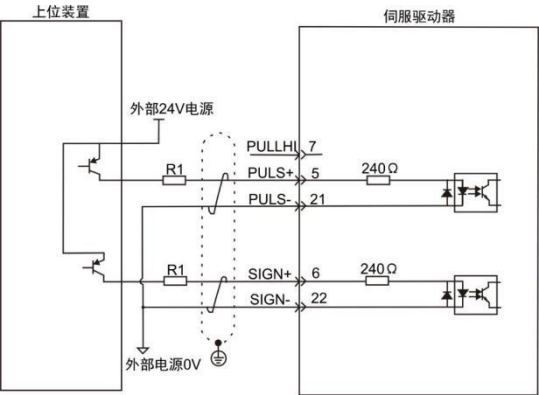 上位装置
伺服驱动器
外部24V电源
PULLHI 7
R1
PULS+ 5
240Ω
PULS- 21
R1
SIGN+ 6
240Ω
SIGN- 22
外部电源0V